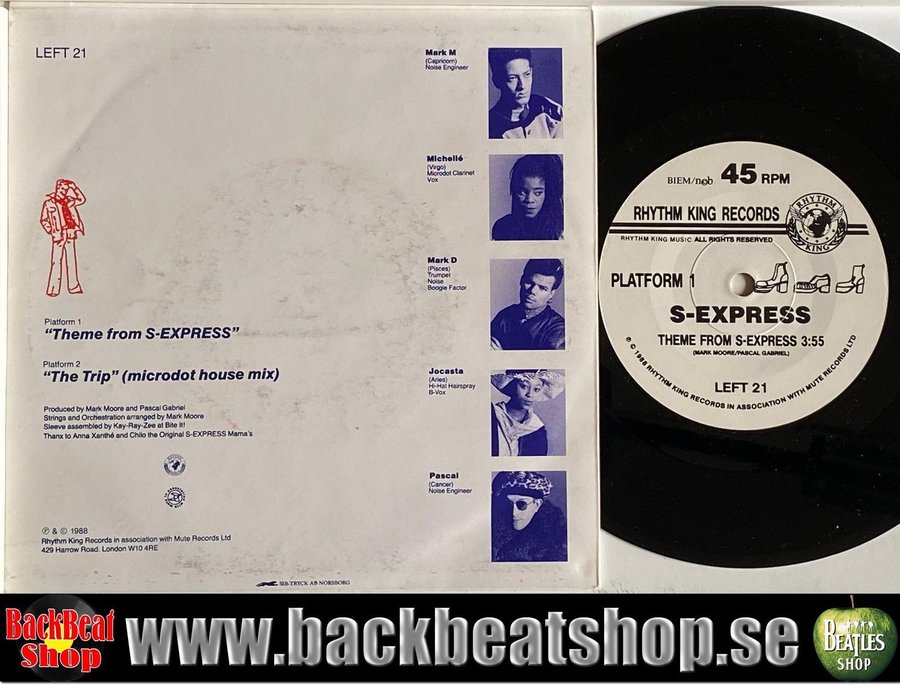 LEFT 21
Mark M
(Capricorn)
Noise Engineer
Michellé
(Virgo)
Microdot Clarinet
Vox
Mark D
(Pisces)
Trumpet
Noise
Boogie Factor
Jocasta
(Aries)
Hi-Hat Hairspray
B-Vox
Pascal
(Cancer)
Noise Engineer
Platform 1
“Theme from S-EXPRESS”
Platform 2
“The Trip” (microdot house mix)
Produced by Mark Moore and Pascal Gabriel
Strings and Orchestration arranged by Mark Moore
Sleeve assembled by Kay-Ray-Zee at Bite It!
Thanx to Anna Xanthé and Chilo the Original S-EXPRESS Mama's
℗ & © 1988
Rhythm King Records in association with Mute Records Ltd
429 Harrow Road, London W10 4RE
SIB-TRYCK AB NORSBORG
BIEM/ncb 45 RPM
RHYTHM KING RECORDS
RHYTHM KING
RHYTHM KING MUSIC ALL RIGHTS RESERVED
PLATFORM 1
S-EXPRESS
THEME FROM S-EXPRESS 3:55
(MARK MOORE/PASCAL GABRIEL)
LEFT 21
℗ © 1988 RHYTHM KING RECORDS IN ASSOCIATION WITH MUTE RECORDS LTD
BackBeat
Shop
www.backbeatshop.se
BEATLES
SHOP